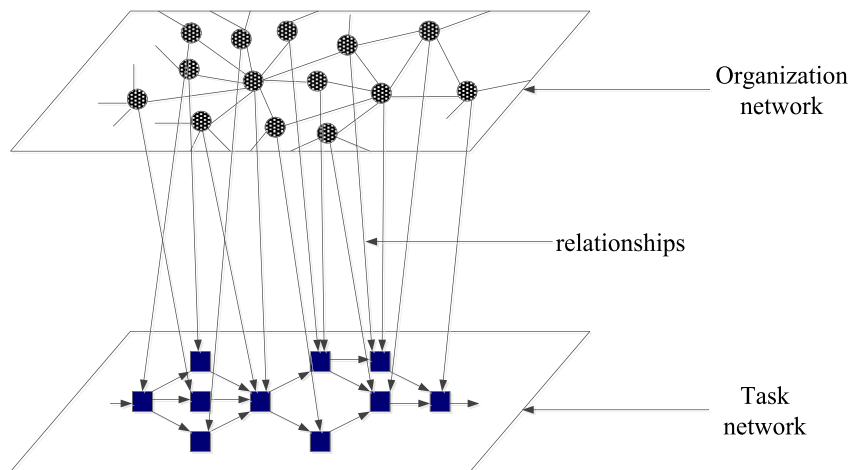 Organization
network
relationships
Task
network